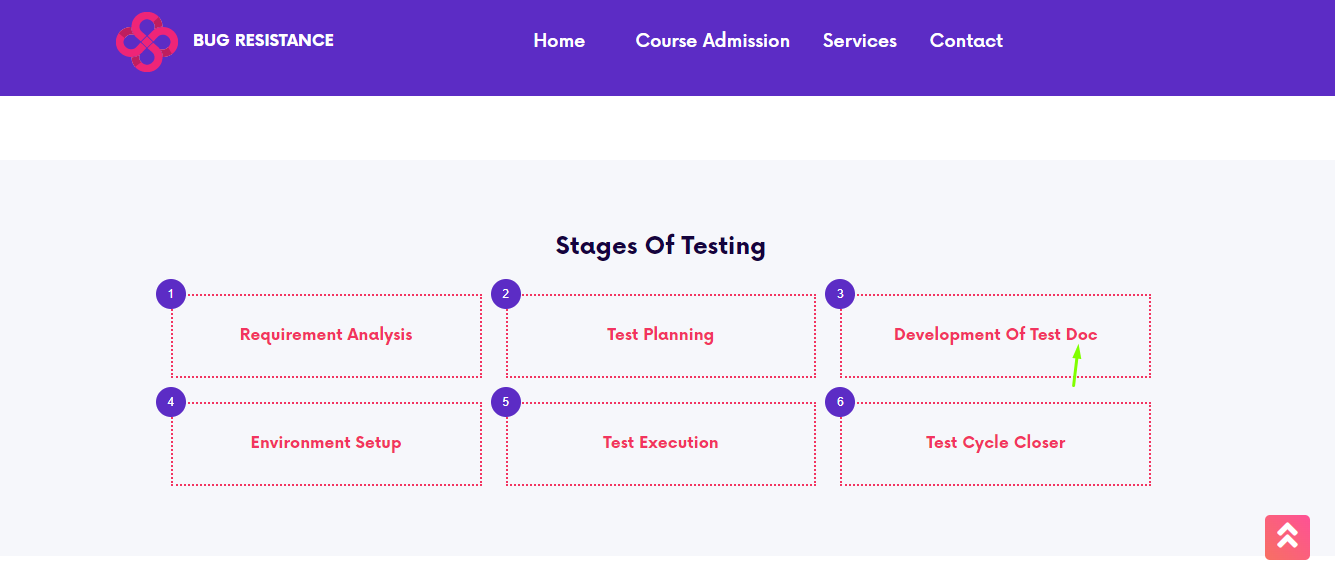 BUG RESISTANCE
Home Course Admission Services Contact
Stages Of Testing
1
Requirement Analysis
2
Test Planning
3
Development Of Test Doc
4
Environment Setup
5
Test Execution
6
Test Cycle Closer